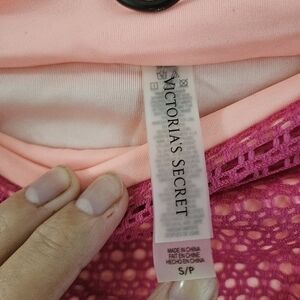 VICTORIA'S SECRET
MADE IN CHINA
FAIT EN CHINE
HECHO EN CHINA
S/P